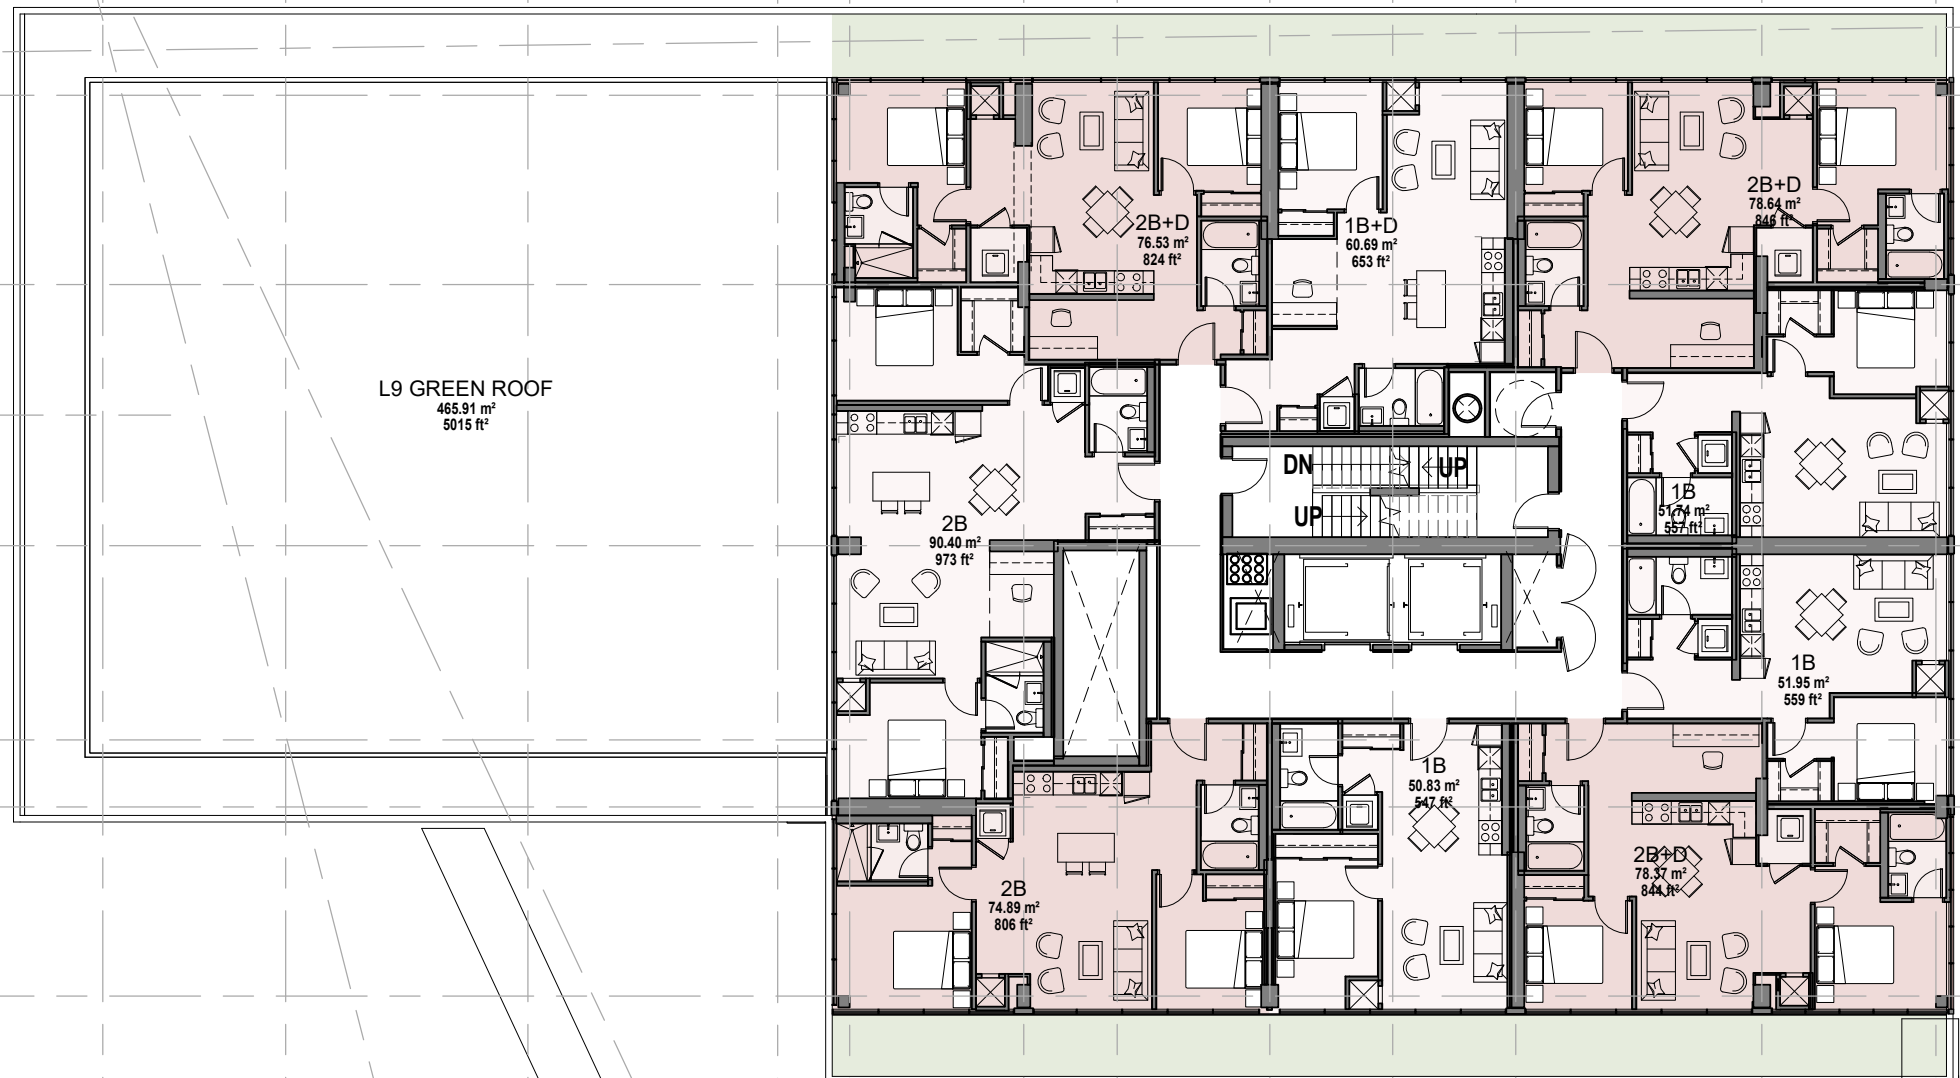 2B+D
76.53 m²
824 ft²
1B+D
60.69 m²
653 ft²
2B+D
78.64 m²
846 ft²
L9 GREEN ROOF
465.91 m²
5015 ft²
DN
UP
UP
2B
90.40 m²
973 ft²
1B
51.74 m²
557 ft²
1B
51.95 m²
559 ft²
1B
50.83 m²
547 ft²
2B
74.89 m²
806 ft²
2B+D
78.37 m²
844 ft²